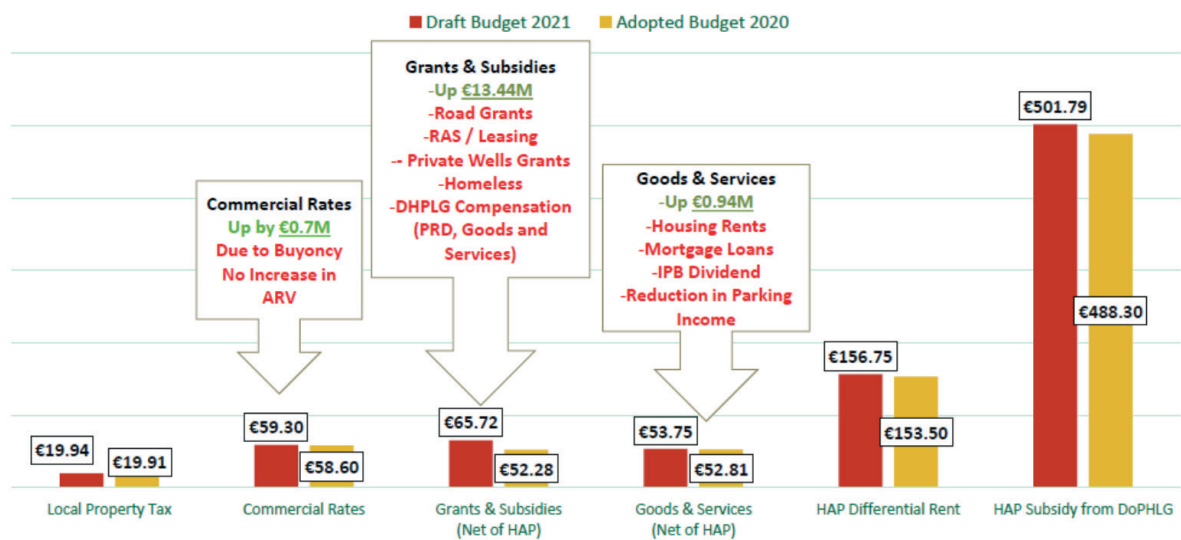 Draft Budget 2021
Adopted Budget 2020
Grants & Subsidies
-Up €13.44M
-Road Grants
-RAS / Leasing
-- Private Wells Grants
-Homeless
-DHPLG Compensation
(PRD, Goods and
Services)
Commercial Rates
Up by €0.7M
Due to Buyoncy
No Increase in
ARV
Goods & Services
-Up €0.94M
-Housing Rents
-Mortgage Loans
-IPB Dividend
-Reduction in Parking
Income
€19.94
€19.91
€59.30
€58.60
€65.72
€52.28
€53.75
€52.81
€156.75
€153.50
€501.79
€488.30
Local Property Tax
Commercial Rates
Grants & Subsidies
(Net of HAP)
Goods & Services
(Net of HAP)
HAP Differential Rent
HAP Subsidy from DoPHLG